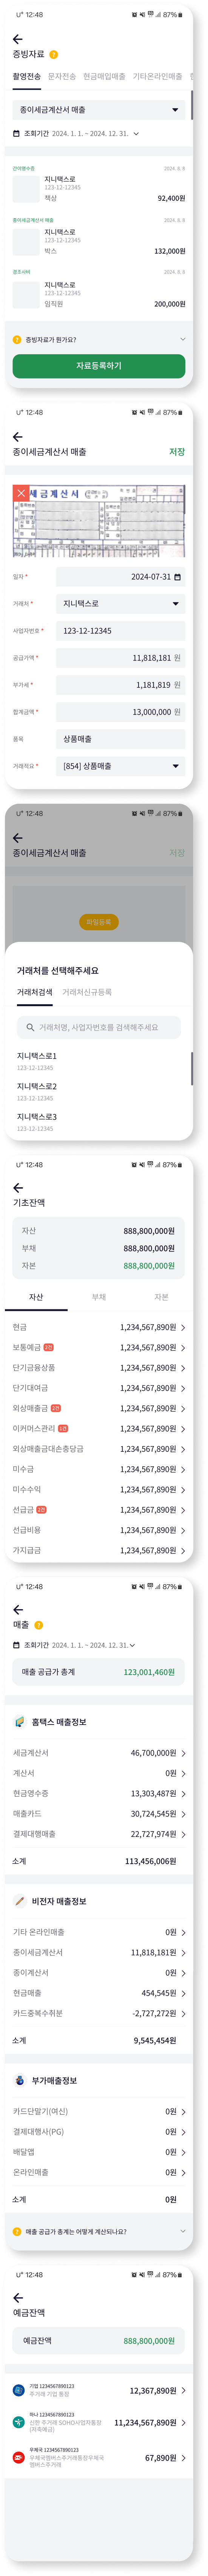 U⁺ 12:48 87%
증빙자료 ?
촬영전송 문자전송 현금매입매출 기타온라인매출
종이세금계산서 매출
조회기간 2024. 1. 1. ~ 2024. 12. 31.
간이영수증 2024. 8. 8
지니택스로
123-12-12345
책상 92,400원
종이세금계산서 매출 2024. 8. 8
지니택스로
123-12-12345
박스 132,000원
경조사비 2024. 8. 8
지니택스로
123-12-12345
임직원 200,000원
? 증빙자료가 뭔가요?
자료등록하기
U⁺ 12:48 87%
종이세금계산서 매출 저장
세금계산서
일자 * 2024-07-31
거래처 * 지니택스로
사업자번호 * 123-12-12345
공급가액 * 11,818,181 원
부가세 * 1,181,819 원
합계금액 * 13,000,000 원
품목 상품매출
거래적요 * [854] 상품매출
U⁺ 12:48 87%
종이세금계산서 매출 저장
파일등록
거래처를 선택해주세요
거래처검색 거래처신규등록
거래처명, 사업자번호를 검색해주세요
지니택스로1
123-12-12345
지니택스로2
123-12-12345
지니택스로3
123-12-12345
U⁺ 12:48 87%
기초잔액
자산 888,800,000원
부채 888,800,000원
자본 888,800,000원
자산 부채 자본
현금 1,234,567,890원
보통예금 1,234,567,890원
단기금융상품 1,234,567,890원
단기대여금 1,234,567,890원
외상매출금 1,234,567,890원
이커머스관리 1,234,567,890원
외상매출금대손충당금 1,234,567,890원
미수금 1,234,567,890원
미수수익 1,234,567,890원
선급금 1,234,567,890원
선급비용 1,234,567,890원
가지급금 1,234,567,890원
U⁺ 12:48 87%
매출 ?
조회기간 2024. 1. 1. ~ 2024. 12. 31.
매출 공급가 총계 123,001,460원
홈택스 매출정보
세금계산서 46,700,000원
계산서 0원
현금영수증 13,303,487원
매출카드 30,724,545원
결제대행매출 22,727,974원
소계 113,456,006원
비전자 매출정보
기타 온라인매출 0원
종이세금계산서 11,818,181원
종이계산서 0원
현금매출 454,545원
카드중복수취분 -2,727,272원
소계 9,545,454원
부가매출정보
카드단말기(여신) 0원
결제대행사(PG) 0원
배달앱 0원
온라인매출 0원
소계 0원
? 매출 공급가 총계는 어떻게 계산되나요?
U⁺ 12:48 87%
예금잔액
예금잔액 888,800,000원
기업 1234567890123
주거래 기업 통장 12,367,890원
하나 1234567890123
신한 주거래 SOHO사업자통장 11,234,567,890원
(저축예금)
우체국 1234567890123
우체국멤버스주거래통장우체국 67,890원
멤버스주거래